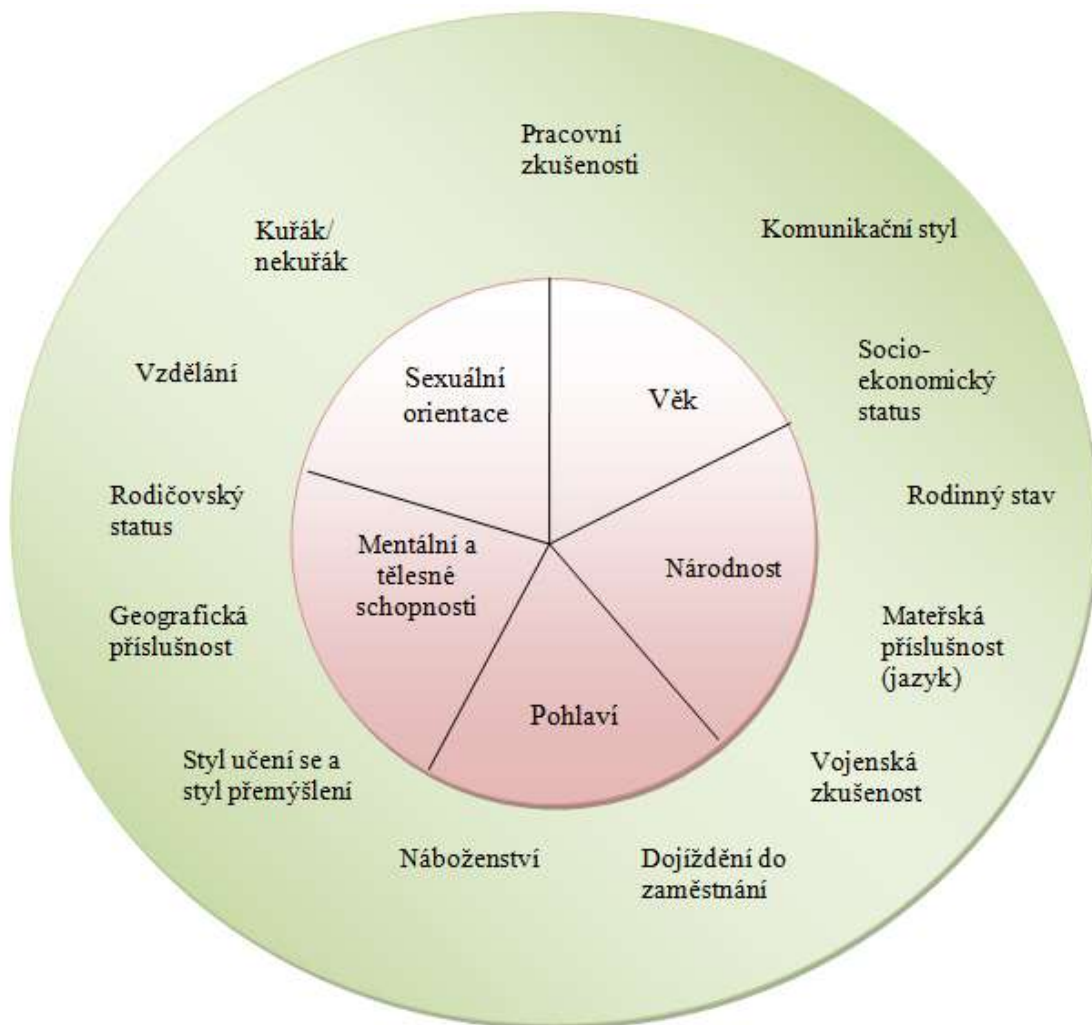 Pracovní
zkušenosti
Komunikační styl
Kuřák/
nekuřák
Socio-
ekonomický
status
Vzdělání
Sexuální
orientace
Věk
Rodičovský
status
Rodinný stav
Mentální a
tělesné
schopnosti
Národnost
Geografická
příslušnost
Mateřská
příslušnost
(jazyk)
Pohlaví
Styl učení se a
styl přemýšlení
Vojenská
zkušenost
Náboženství
Dojíždění do
zaměstnání